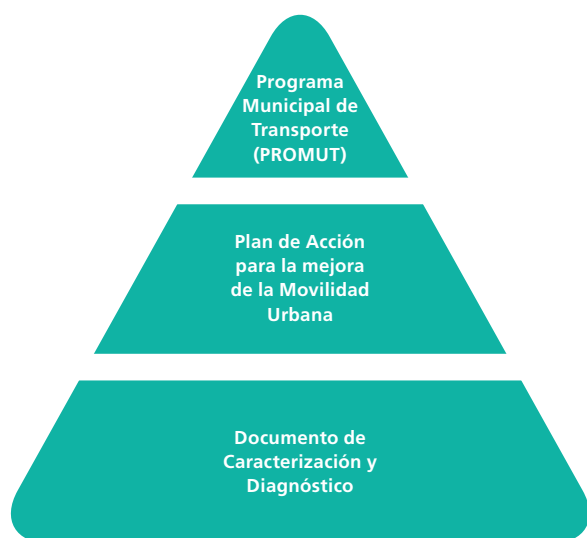 Programa
Municipal de
Transporte
(PROMUT)
Plan de Acción
para la mejora
de la Movilidad
Urbana
Documento de
Caracterización y
Diagnóstico